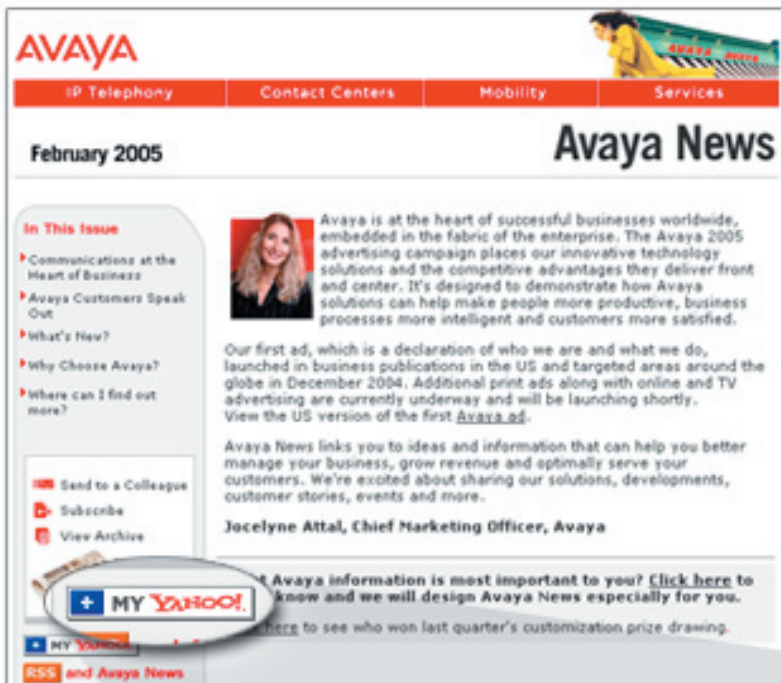 AVAYA
AVAYA AVAYA
IP Telephony Contact Centers Mobility Services
February 2005
Avaya News
In This Issue
Communications at the
Heart of Business
Avaya Customers Speak
Out
What's New?
Why Choose Avaya?
Where can I find out
more?
Send to a Colleague
Subscribe
View Archive
+ MY YAHOO!
+ MY YAHOO!
RSS and Avaya News
Avaya is at the heart of successful businesses worldwide,
embedded in the fabric of the enterprise. The Avaya 2005
advertising campaign places our innovative technology
solutions and the competitive advantages they deliver front
and center. It's designed to demonstrate how Avaya
solutions can help make people more productive, business
processes more intelligent and customers more satisfied.
Our first ad, which is a declaration of who we are and what we do,
launched in business publications in the US and targeted areas around the
globe in December 2004. Additional print ads along with online and TV
advertising are currently underway and will be launching shortly.
View the US version of the first Avaya ad.
Avaya News links you to ideas and information that can help you better
manage your business, grow revenue and optimally serve your
customers. We're excited about sharing our solutions, developments,
customer stories, events and more.
Jocelyne Attal, Chief Marketing Officer, Avaya
Avaya information is most important to you? Click here to
know and we will design Avaya News especially for you.
here to see who won last quarter's customization prize drawing.